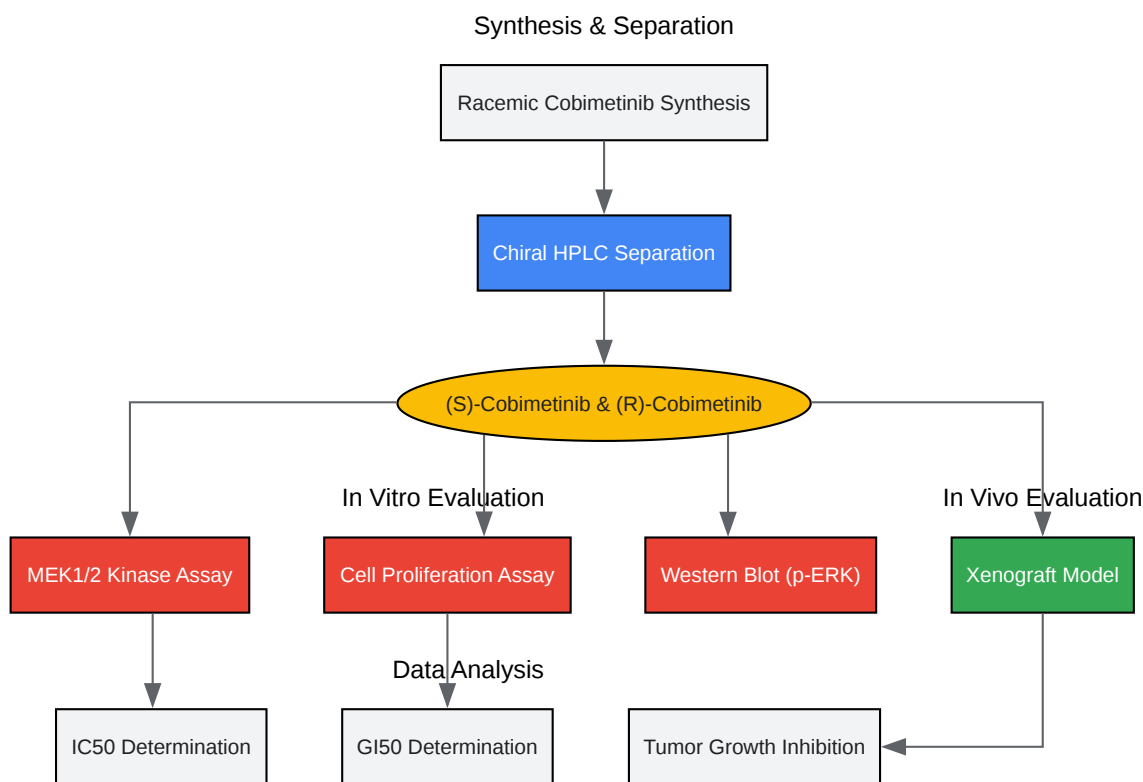 Synthesis & Separation
Racemic Cobimetinib Synthesis
Chiral HPLC Separation
(S)-Cobimetinib & (R)-Cobimetinib
In Vitro Evaluation
In Vivo Evaluation
MEK1/2 Kinase Assay
Cell Proliferation Assay
Western Blot (p-ERK)
Xenograft Model
Data Analysis
IC50 Determination
GI50 Determination
Tumor Growth Inhibition